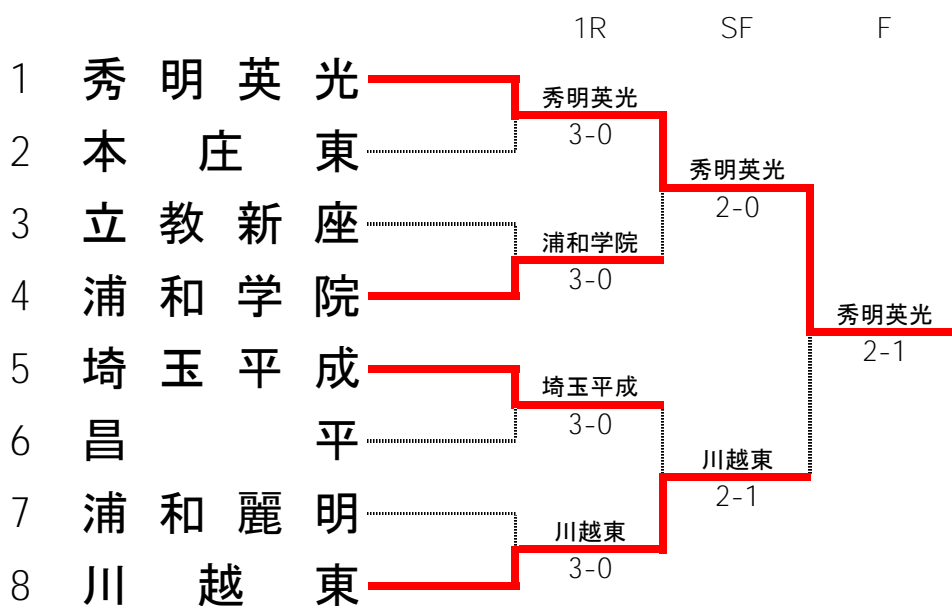 1R SF F
1 秀明英光
秀明英光
3-0
2 本庄東
秀明英光
2-0
3 立教新座
浦和学院
3-0
4 浦和学院
秀明英光
2-1
5 埼玉平成
埼玉平成
3-0
6 昌平
川越東
2-1
7 浦和麗明
川越東
3-0
8 川越東